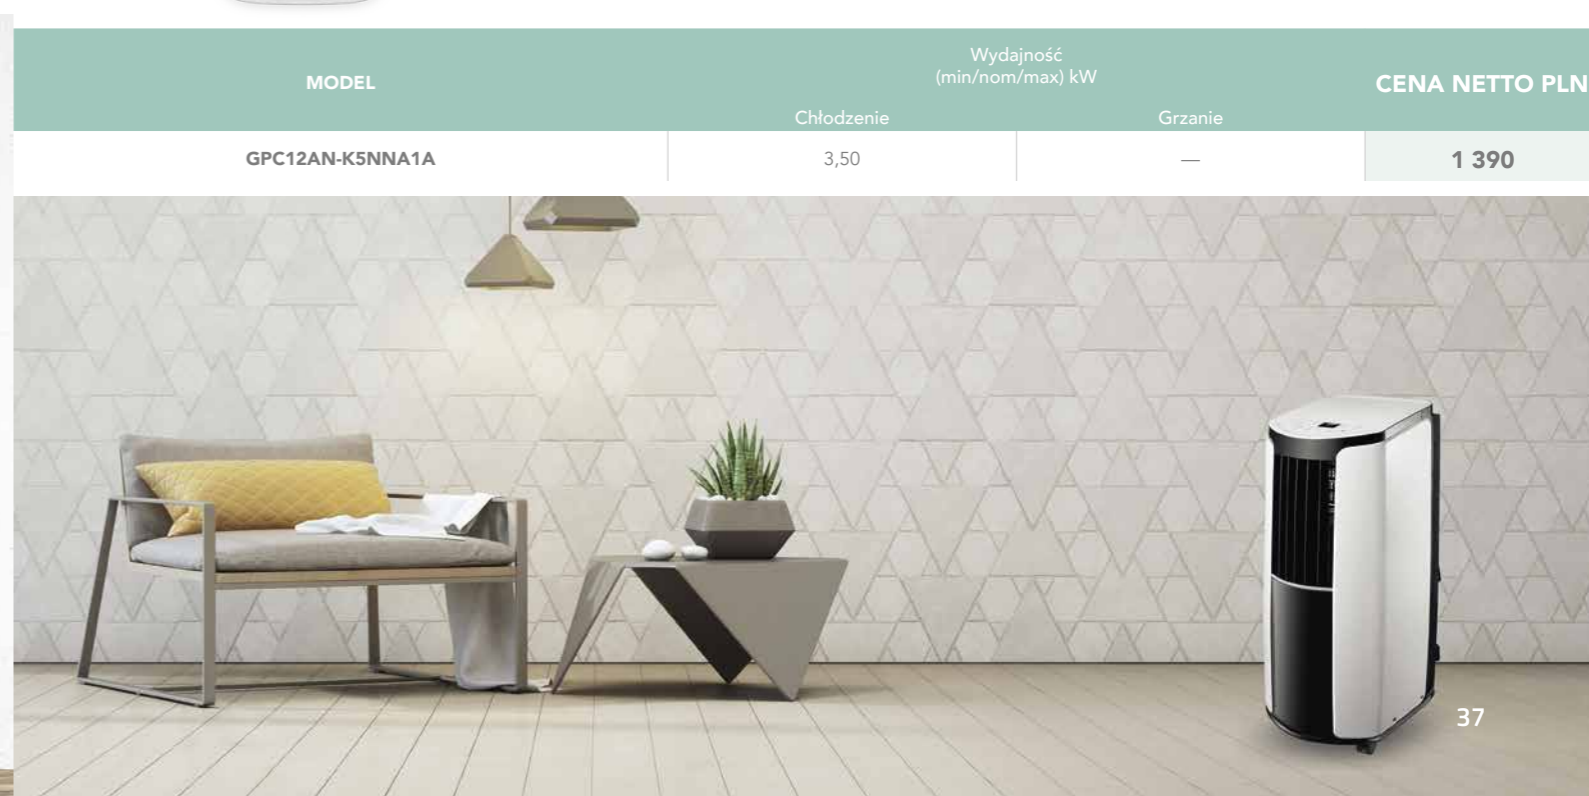 MODEL
Wydajność
(min/nom/max) kW
CENA NETTO PLN
Chłodzenie
Grzanie
GPC12AN-K5NNA1A
3,50
—
1 390
37